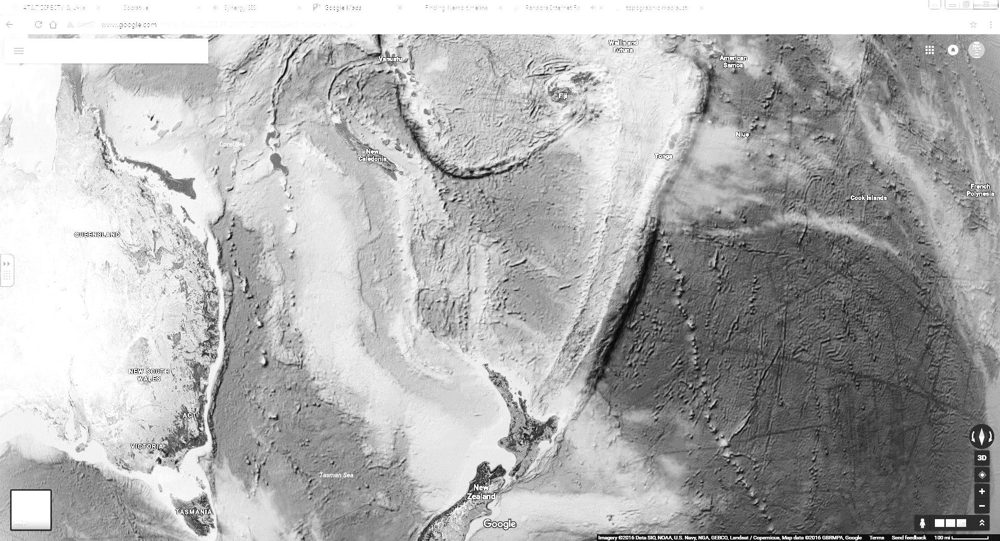 AT&T DIRECTV & U-ve
Socrative
Synergy SIS
Google Maps
Finding Nemo timeline
Pandora Internet Ra
topographic map austr
www.google.com
Wallis and
Futuna
American
Samoa
Vanuatu
Fiji
Niue
Coral Sea
New
Caledonia
Tonga
French
Polynesia
Cook Islands
QUEENSLAND
NEW SOUTH
WALES
ACT
VICTORIA
3D
Tasman Sea
New
Zealand
TASMANIA
Google
Imagery ©2016 Data SIO, NOAA, U.S. Navy, NGA, GEBCO, Landsat / Copernicus, Map data ©2016 GBRMPA, Google Terms Send feedback 100 mi